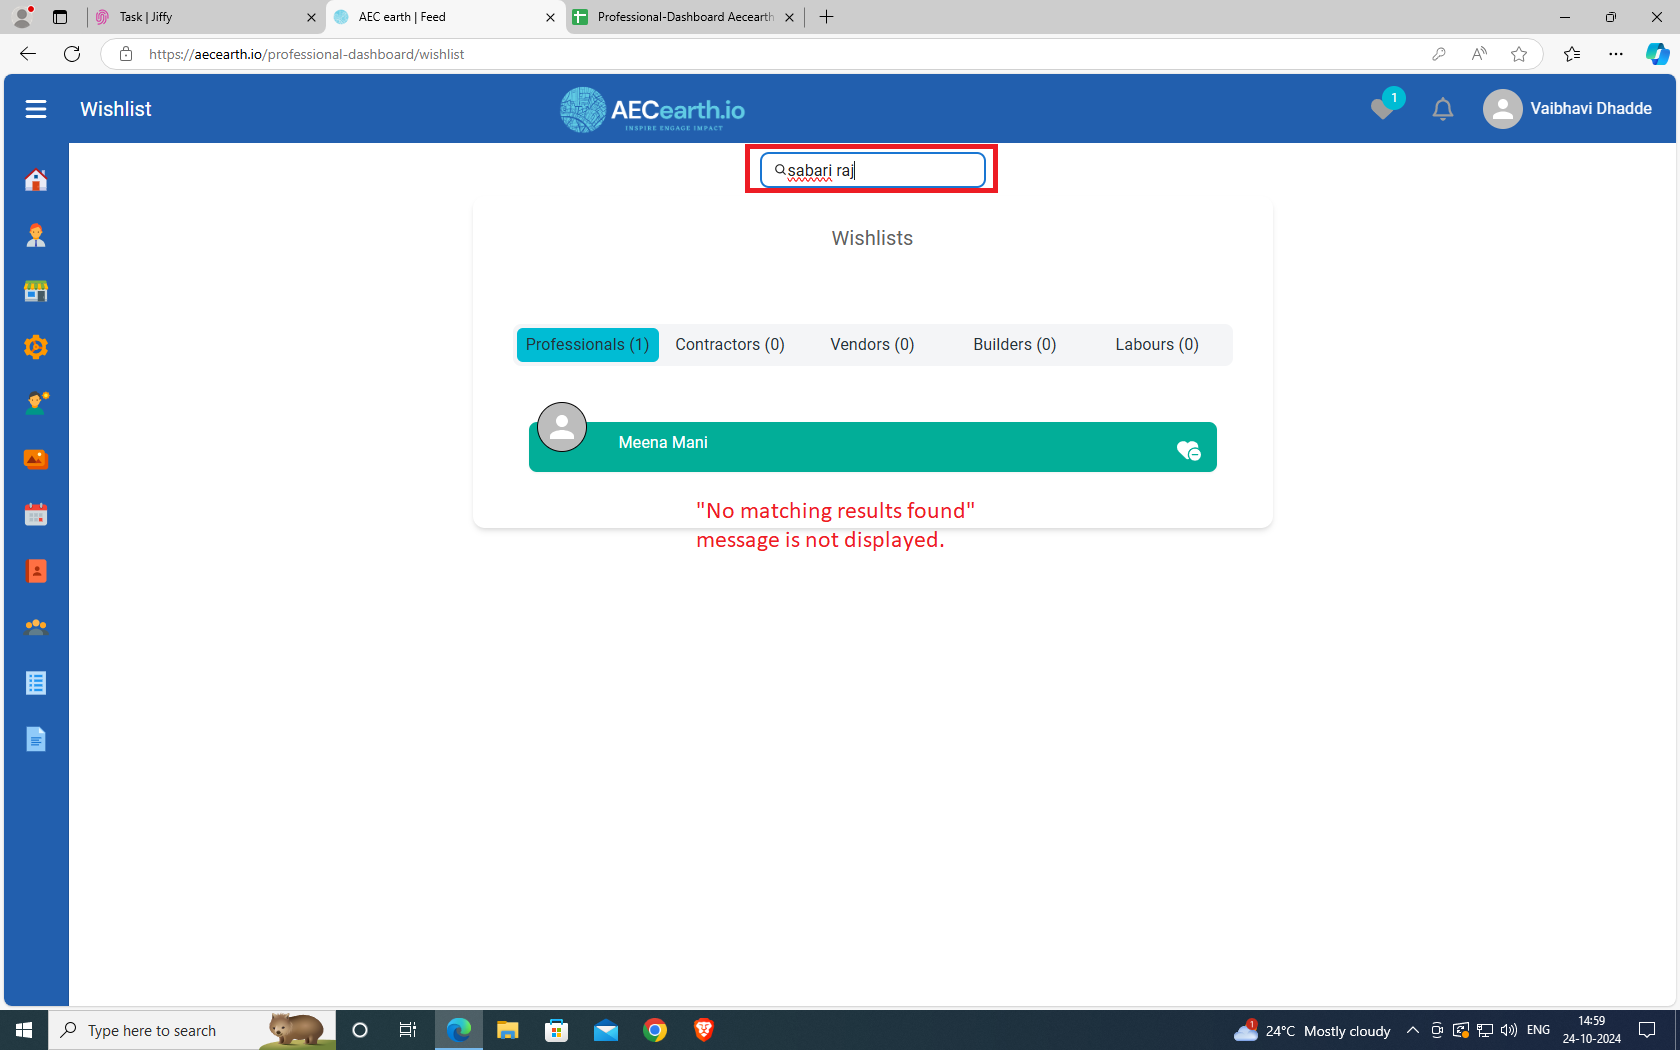 Task | Jiffy
AEC earth | Feed
Professional-Dashboard Aecearth
https://aecearth.io/professional-dashboard/wishlist
Wishlist
AECearth.io
INSPIRE ENGAGE IMPACT
1
Vaibhavi Dhadde
sabari raj
Wishlists
Professionals (1)
Contractors (0)
Vendors (0)
Builders (0)
Labours (0)
Meena Mani
"No matching results found"
message is not displayed.
Type here to search
1
24°C Mostly cloudy
ENG
14:59
24-10-2024